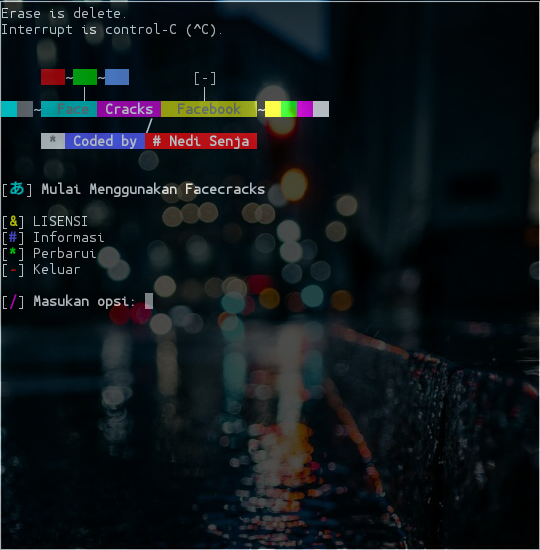 Erase is delete.
Interrupt is control-C (^C).
~ ~ [-]
~ Face Cracks Facebook ~
* Coded by # Nedi Senja
[あ] Mulai Menggunakan Facecracks
[&] LISENSI
[#] Informasi
[*] Perbarui
[-] Keluar
[/] Masukan opsi: